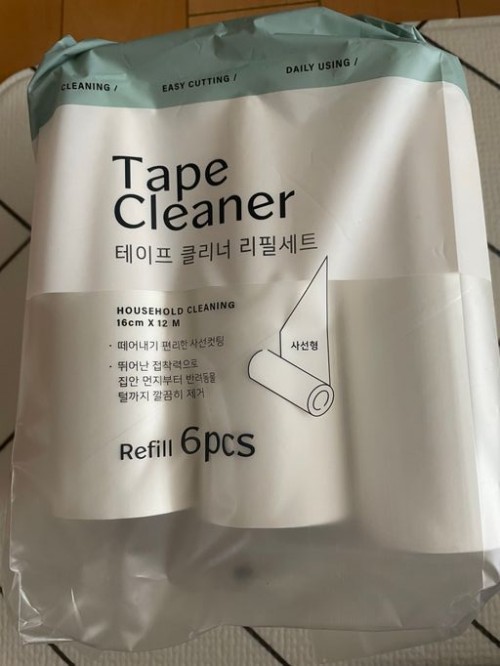 CLEANING /
EASY CUTTING /
DAILY USING /
Tape
Cleaner
테이프 클리너 리필세트
HOUSEHOLD CLEANING
16cm X 12 M
· 떼어내기 편리한 사선컷팅
· 뛰어난 접착력으로
집안 먼지부터 반려동물
털까지 깔끔히 제거
사선형
Refill 6pcs